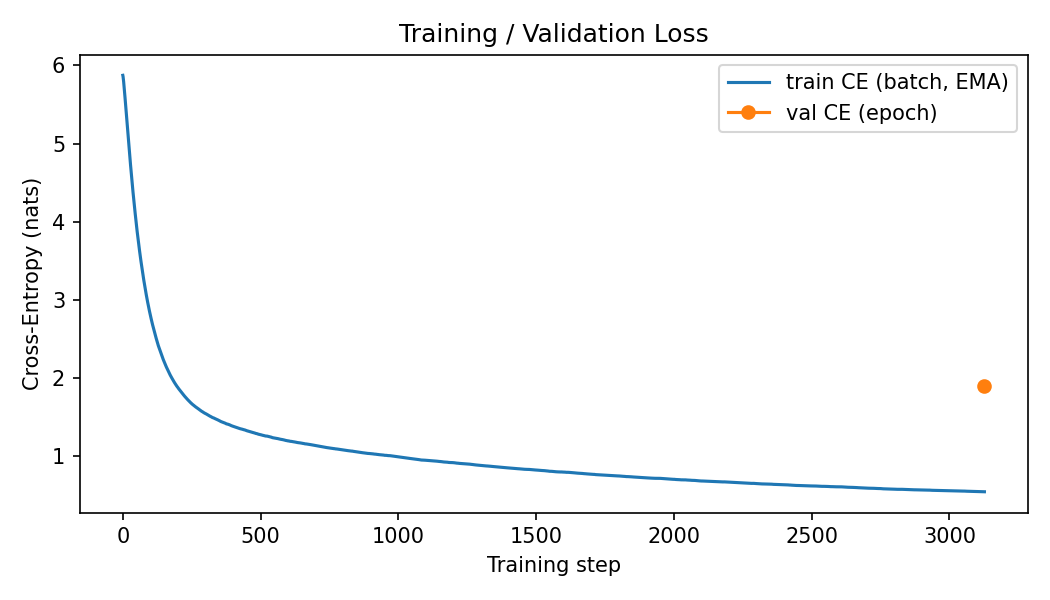 Training / Validation Loss
train CE (batch, EMA)
val CE (epoch)
Cross-Entropy (nats)
6
5
4
3
2
1
0 500 1000 1500 2000 2500 3000
Training step